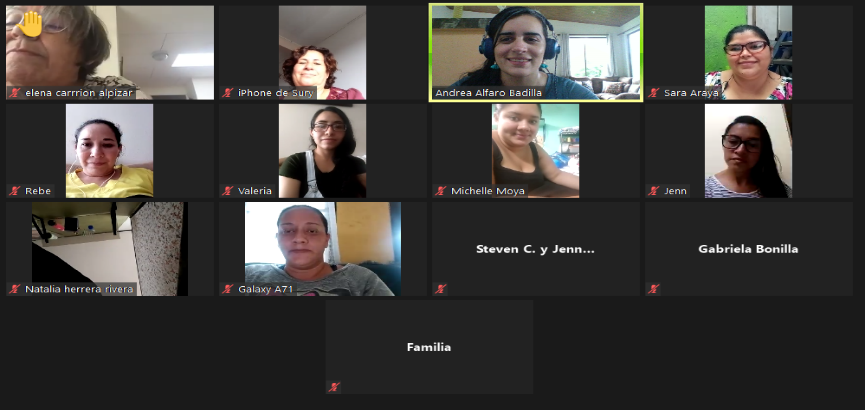 elena carrrion alpizar
iPhone de Sury
Andrea Alfaro Badilla
Sara Araya
Rebe
Valeria
Michelle Moya
Jenn
Natalia herrera rivera
Galaxy A71
Steven C. y Jenn...
Gabriela Bonilla
Familia